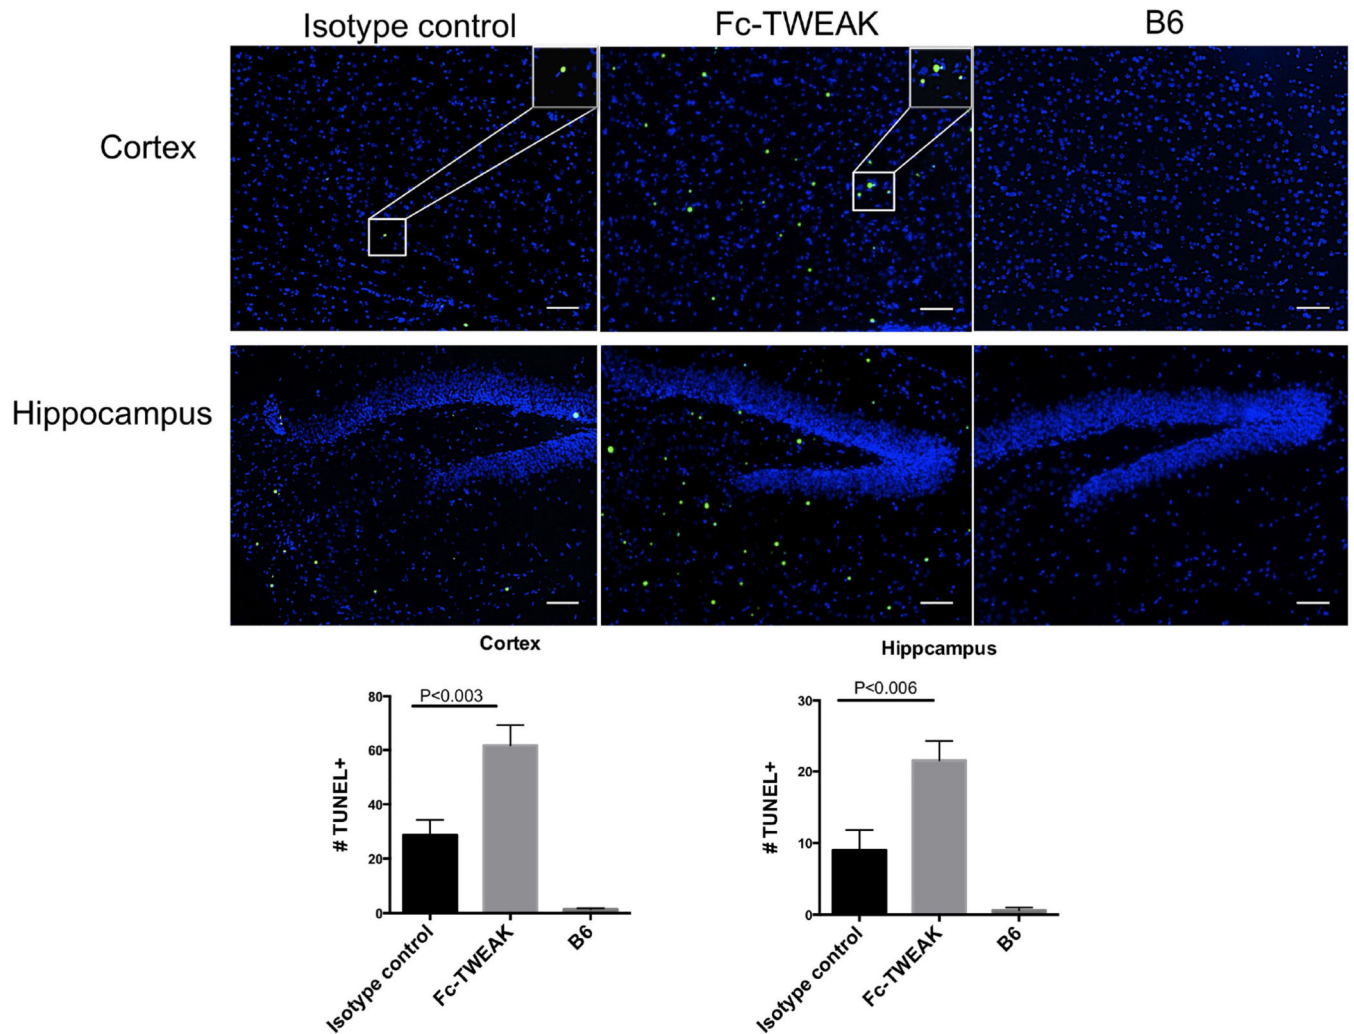 Isotype control
Fc-TWEAK
B6
Cortex
Hippocampus
Cortex
80
60
40
20
0
# TUNEL+
P<0.003
Isotype control
Fc-TWEAK
B6
Hippcampus
30
20
10
0
# TUNEL+
P<0.006
Isotype control
Fc-TWEAK
B6